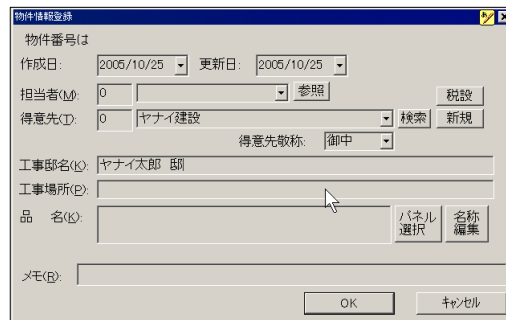 物件情報登録
物件番号は
作成日: 2005/10/25 更新日: 2005/10/25
担当者(M): 0 参照 税設
得意先(T): 0 ヤナイ建設 検索 新規
得意先敬称: 御中
工事邸名(K): ヤナイ太郎 邸
工事場所(P):
品 名(K): パネル選択 名称編集
メモ(R):
OK キャンセル